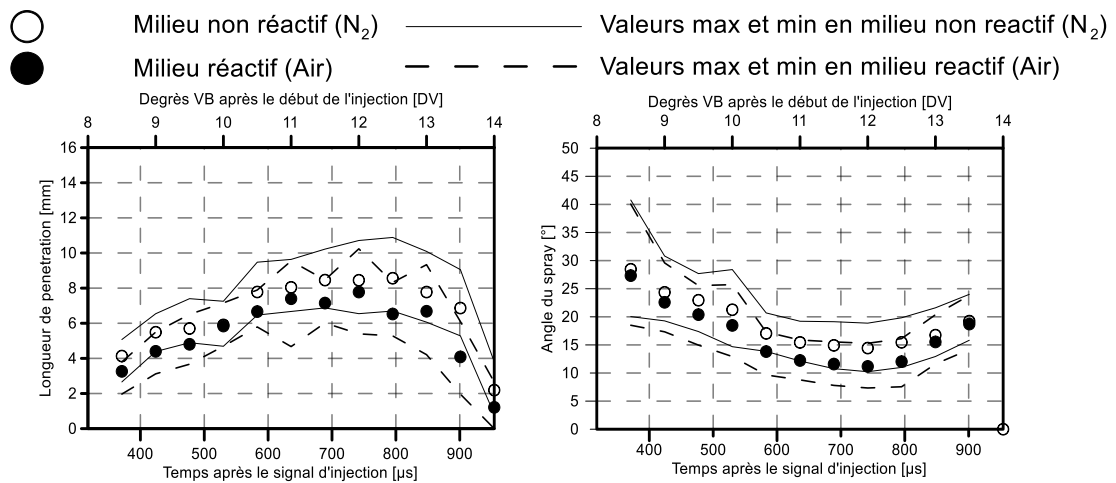 Milieu non réactif (N2) Valeurs max et min en milieu non reactif (N2)
Milieu réactif (Air) Valeurs max et min en milieu reactif (Air)
Degrès VB après le début de l'injection [DV]
8 9 10 11 12 13 14
16
14
12
10
8
6
4
2
0
Longueur de penetration [mm]
400 500 600 700 800 900
Temps après le signal d'injection [µs]
Degrès VB après le début de l'injection [DV]
8 9 10 11 12 13 14
50
45
40
35
30
25
20
15
10
5
0
Angle du spray [°]
400 500 600 700 800 900
Temps après le signal d'injection [µs]